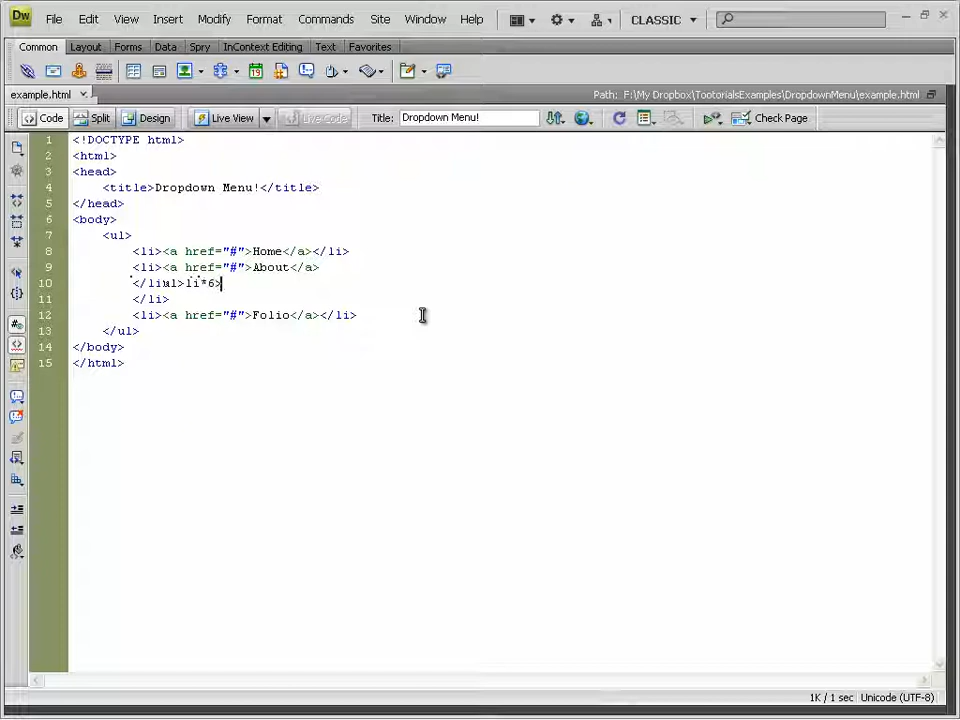 Dw File Edit View Insert Modify Format Commands Site Window Help CLASSIC
Common Layout Forms Data Spry InContext Editing Text Favorites
example.html Path: F:\My Dropbox\TootorialsExamples\DropdownMenu\example.html
Code Split Design Live View Live Code Title: Dropdown Menu! Check Page
1 <!DOCTYPE html>
2 <html>
3 <head>
4 <title>Dropdown Menu!</title>
5 </head>
6 <body>
7 <ul>
8 <li><a href="#">Home</a></li>
9 <li><a href="#">About</a>
10 li*6>
11 </li>
12 <li><a href="#">Folio</a></li>
13 </ul>
14 </body>
15 </html>
1K / 1 sec Unicode (UTF-8)